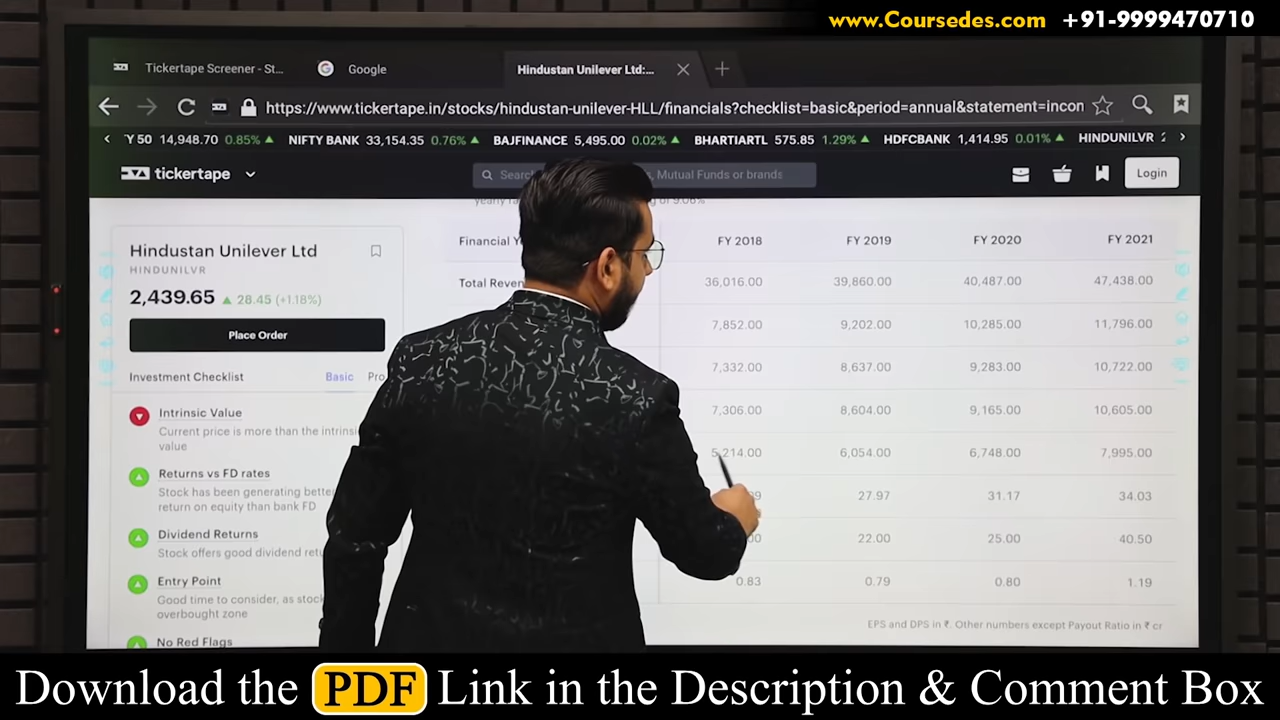 www.Coursedes.com +91-9999470710
Tickertape Screener - St...
Google
Hindustan Unilever Ltd:...
https://www.tickertape.in/stocks/hindustan-unilever-HLL/financials?checklist=basic&period=annual&statement=incon
Y 50 14,948.70 0.85% NIFTY BANK 33,154.35 0.76% BAJFINANCE 5,495.00 0.02% BHARTIARTL 575.85 1.29% HDFCBANK 1,414.95 0.01% HINDUNILVR
tickertape
Mutual Funds or brands
Login
Hindustan Unilever Ltd
HINDUNILVR
2,439.65 28.45 (+1.18%)
Place Order
Investment Checklist Basic Pro
Intrinsic Value
Current price is more than the intrins
value
Returns vs FD rates
Stock has been generating better
return on equity than bank FD
Dividend Returns
Stock offers good dividend retu
Entry Point
Good time to consider, as stock
overbought zone
No Red Flags
of 9.06%
Financial Y FY 2018 FY 2019 FY 2020 FY 2021
Total Reven 36,016.00 39,860.00 40,487.00 47,438.00
7,852.00 9,202.00 10,285.00 11,796.00
7,332.00 8,637.00 9,283.00 10,722.00
7,306.00 8,604.00 9,165.00 10,605.00
5,214.00 6,054.00 6,748.00 7,995.00
27.97 31.17 34.03
22.00 25.00 40.50
0.83 0.79 0.80 1.19
EPS and DPS in ₹. Other numbers except Payout Ratio in ₹ cr
Download the PDF Link in the Description & Comment Box